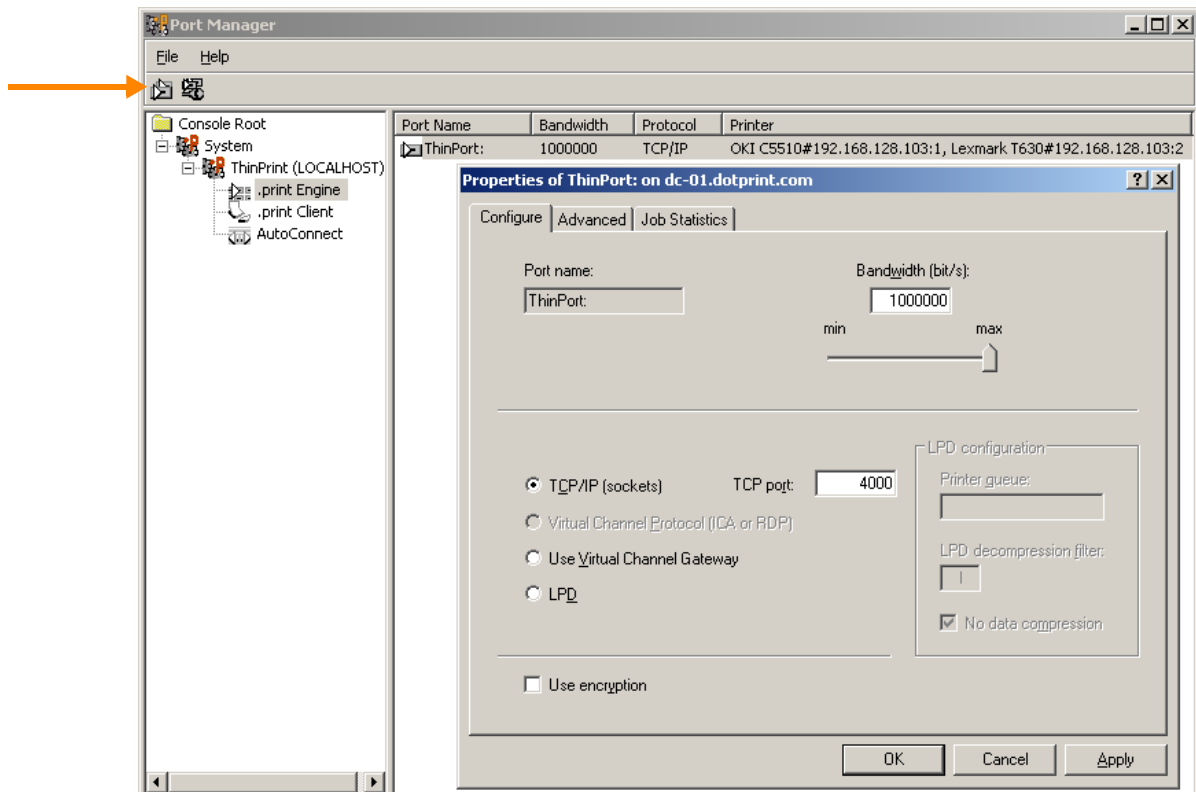 Port Manager
File Help
Console Root
System
ThinPrint (LOCALHOST)
.print Engine
.print Client
AutoConnect
Port Name Bandwidth Protocol Printer
ThinPort: 1000000 TCP/IP OKI C5510#192.168.128.103:1, Lexmark T630#192.168.128.103:2
Properties of ThinPort: on dc-01.dotprint.com
Configure Advanced Job Statistics
Port name: Bandwidth (bit/s):
ThinPort: 1000000
min max
LPD configuration
TCP/IP (sockets) TCP port: 4000 Printer queue:
Virtual Channel Protocol (ICA or RDP)
Use Virtual Channel Gateway LPD decompression filter:
LPD
No data compression
Use encryption
OK Cancel Apply